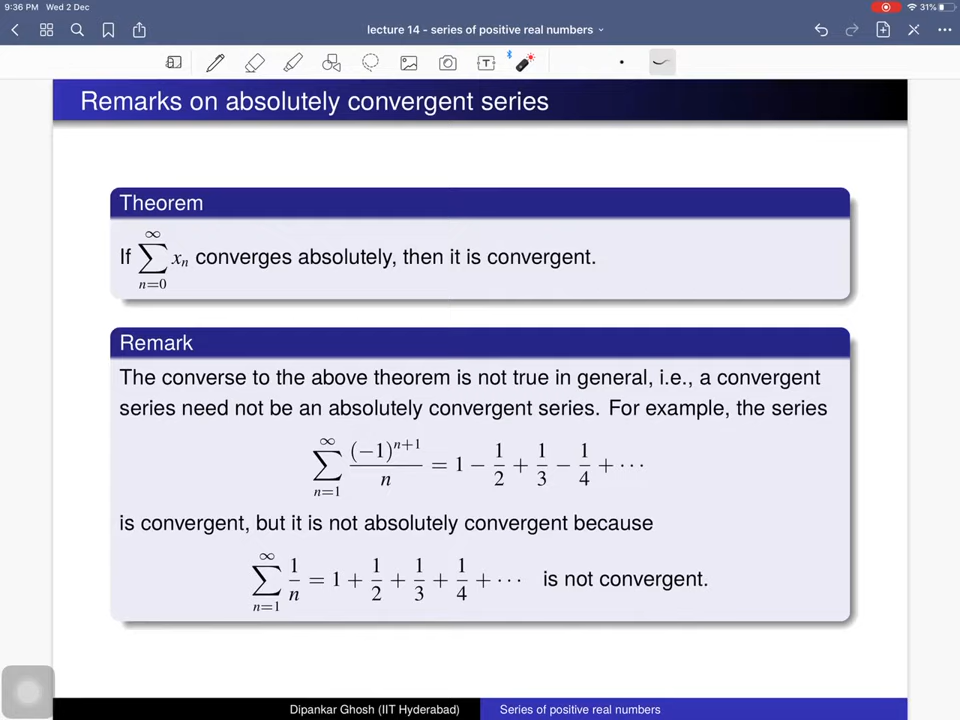 9:36 PM Wed 2 Dec
31%
lecture 14 - series of positive real numbers
T
Remarks on absolutely convergent series
Theorem
If ∑_{n=0}^{∞} xₙ converges absolutely, then it is convergent.
Remark
The converse to the above theorem is not true in general, i.e., a convergent
series need not be an absolutely convergent series. For example, the series
∑_{n=1}^{∞} (−1)^{n+1}/n = 1 − 1/2 + 1/3 − 1/4 + ⋯
is convergent, but it is not absolutely convergent because
∑_{n=1}^{∞} 1/n = 1 + 1/2 + 1/3 + 1/4 + ⋯ is not convergent.
Dipankar Ghosh (IIT Hyderabad) Series of positive real numbers